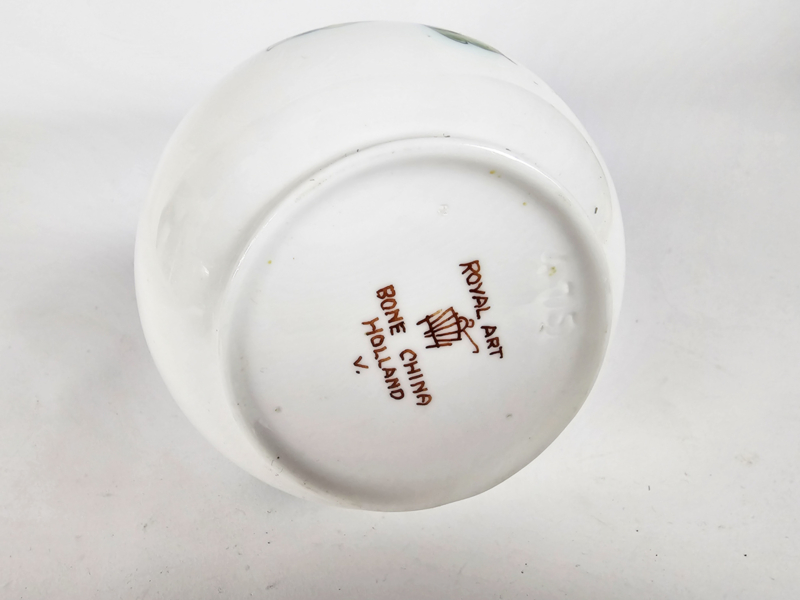 ROYAL ART
BONE CHINA
HOLLAND
V.